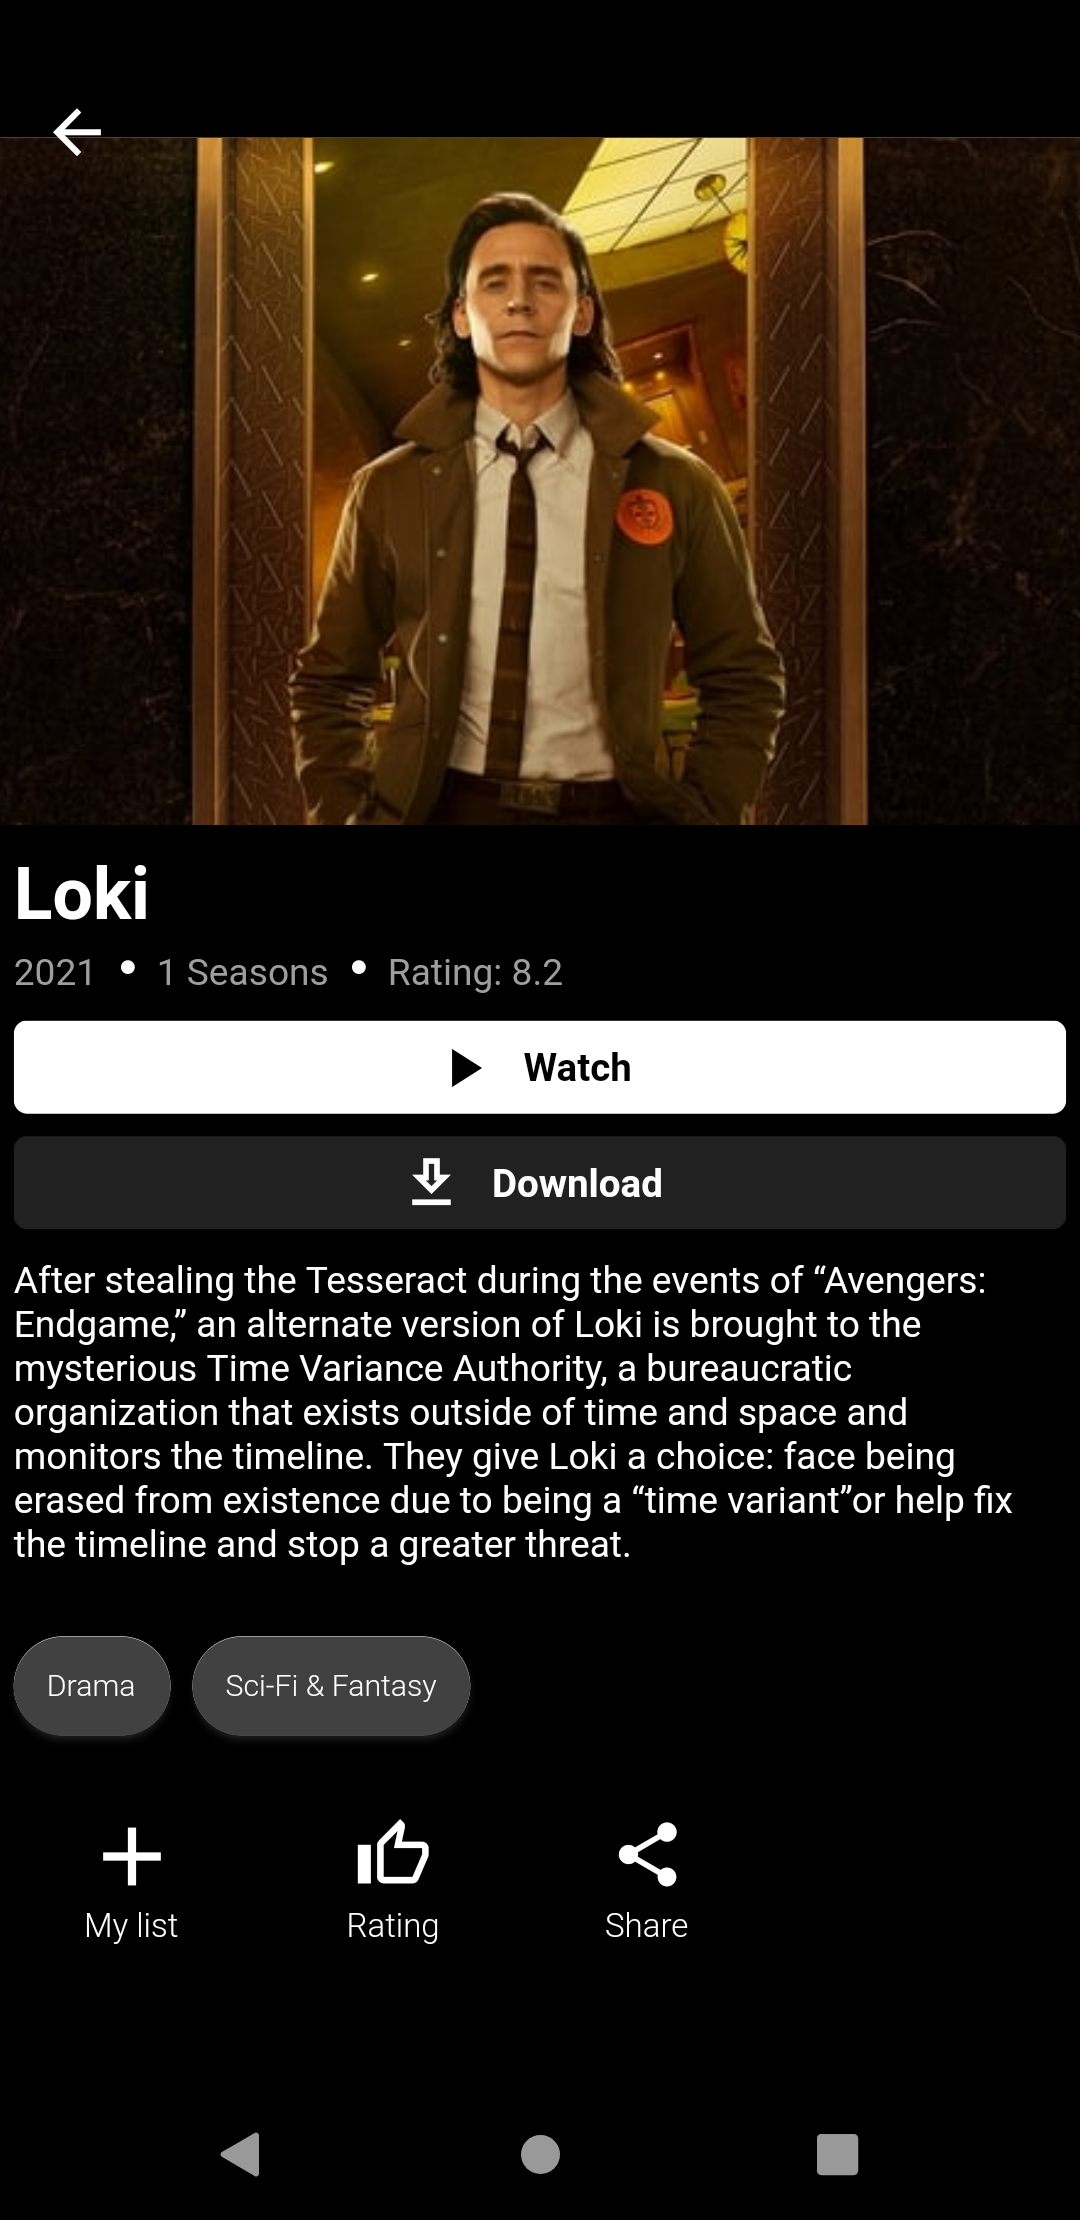 Loki
2021 • 1 Seasons • Rating: 8.2
Watch
Download
After stealing the Tesseract during the events of “Avengers:
Endgame,” an alternate version of Loki is brought to the
mysterious Time Variance Authority, a bureaucratic
organization that exists outside of time and space and
monitors the timeline. They give Loki a choice: face being
erased from existence due to being a “time variant”or help fix
the timeline and stop a greater threat.
Drama Sci-Fi & Fantasy
My list Rating Share